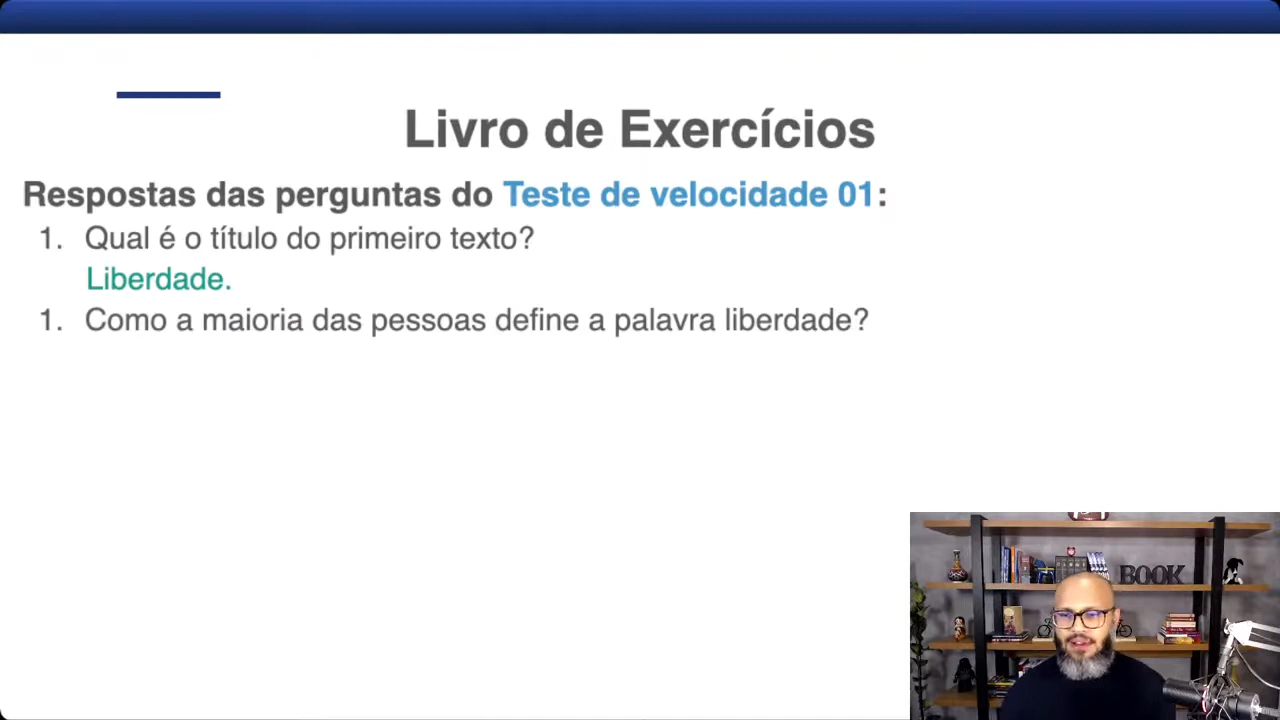 Livro de Exercícios
Respostas das perguntas do Teste de velocidade 01:
1. Qual é o título do primeiro texto?
Liberdade.
1. Como a maioria das pessoas define a palavra liberdade?
BOOK